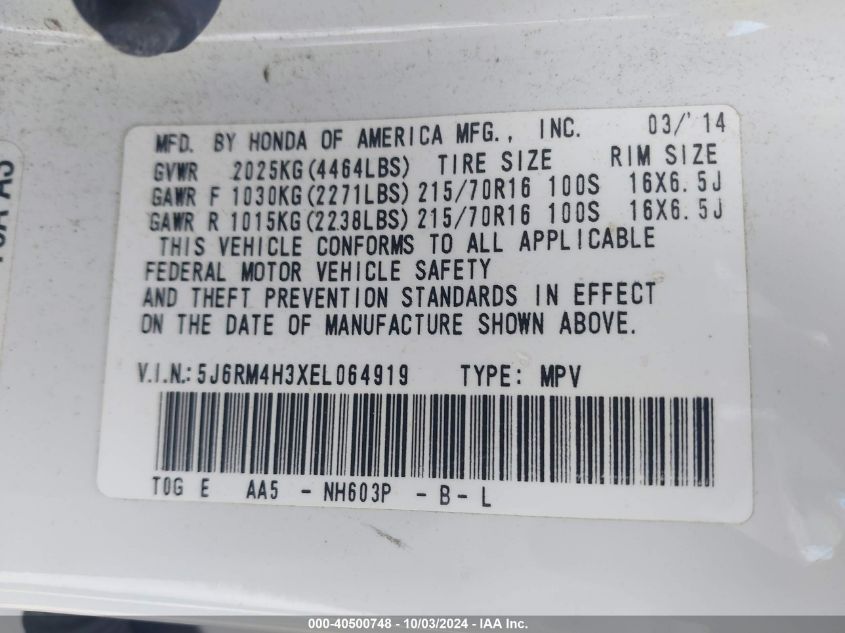 MFD. BY HONDA OF AMERICA MFG., INC. 03/'14
GVWR 2025KG(4464LBS) TIRE SIZE RIM SIZE
GAWR F 1030KG(2271LBS) 215/70R16 100S 16X6.5J
GAWR R 1015KG(2238LBS) 215/70R16 100S 16X6.5J
THIS VEHICLE CONFORMS TO ALL APPLICABLE
FEDERAL MOTOR VEHICLE SAFETY
AND THEFT PREVENTION STANDARDS IN EFFECT
ON THE DATE OF MANUFACTURE SHOWN ABOVE.
V.I.N.: 5J6RM4H3XEL064919 TYPE: MPV
TOG E AA5 - NH603P - B - L
000-40500748 - 10/03/2024 - IAA Inc.